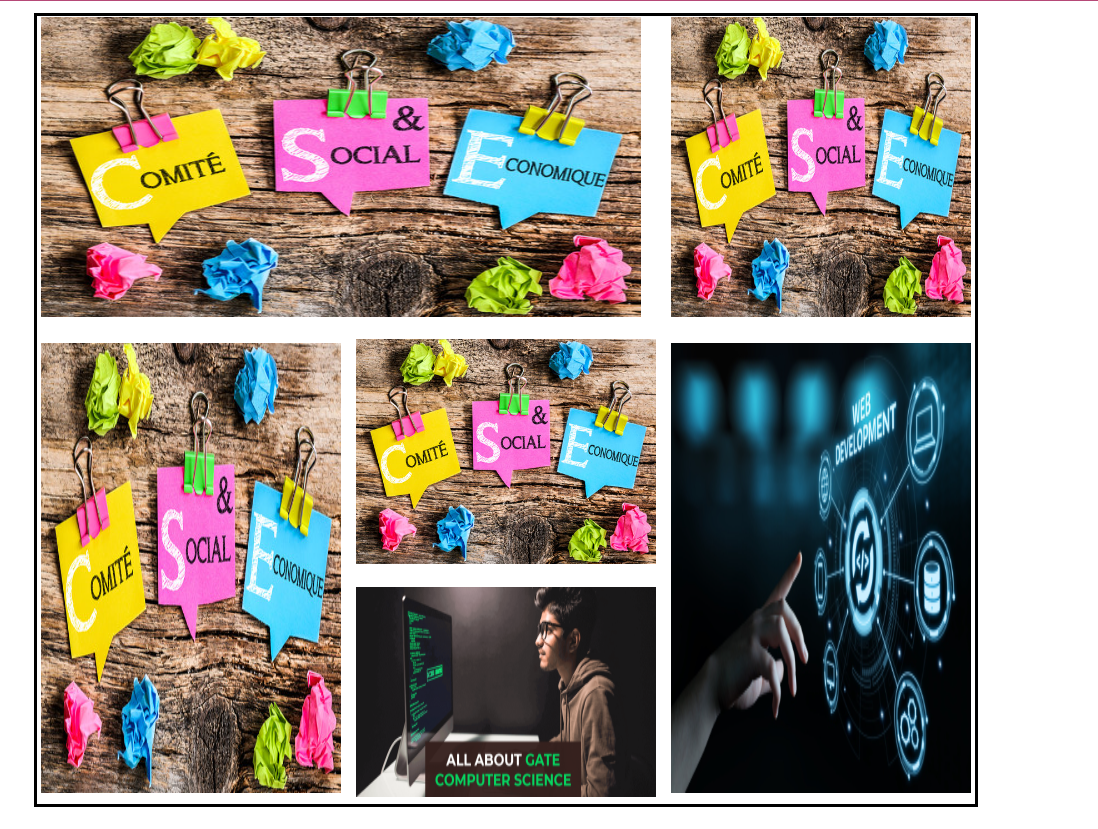 COMITÉ
&
SOCIAL
ECONOMIQUE
COMITÉ
&
SOCIAL
ECONOMIQUE
COMITÉ
&
SOCIAL
ECONOMIQUE
COMITÉ
&
SOCIAL
ECONOMIQUE
WEB
DEVELOPMENT
</>
ALL ABOUT GATE
COMPUTER SCIENCE